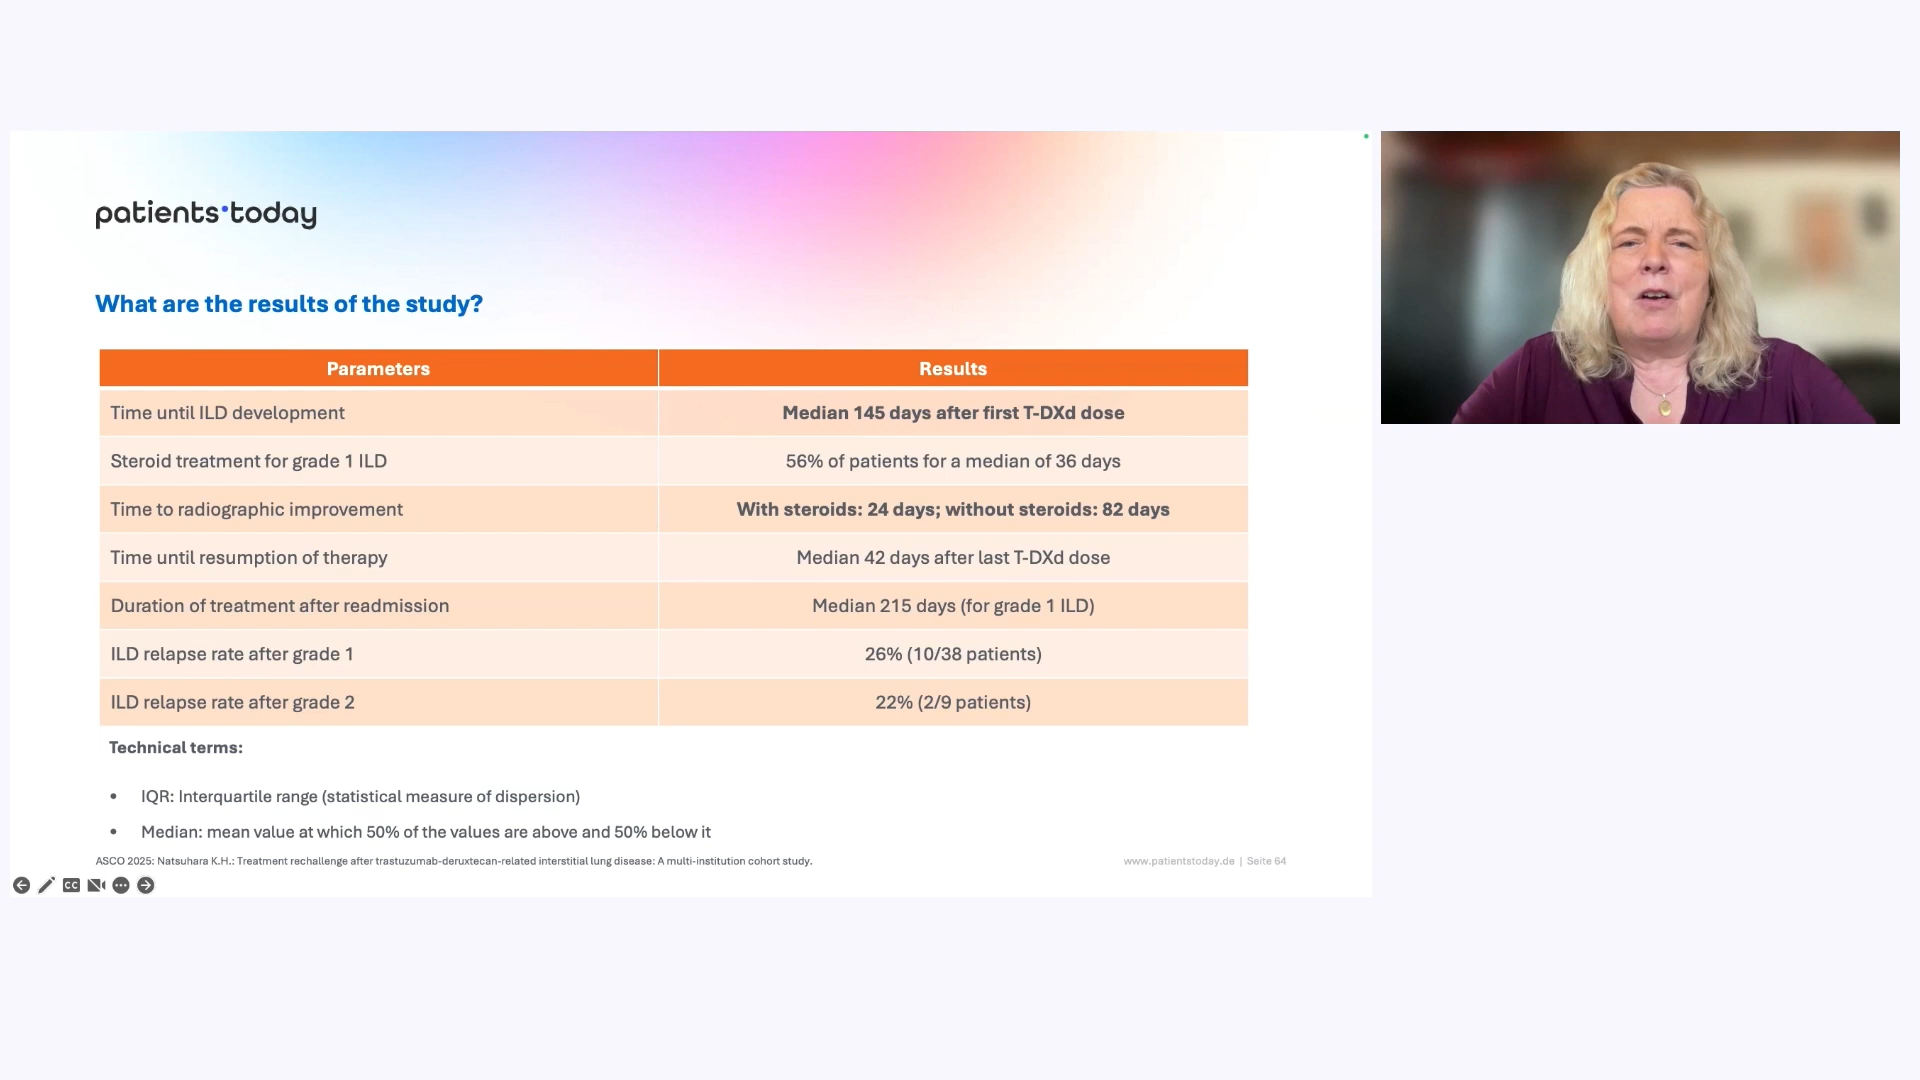 patients•today
What are the results of the study?
Parameters Results
Time until ILD development Median 145 days after first T-DXd dose
Steroid treatment for grade 1 ILD 56% of patients for a median of 36 days
Time to radiographic improvement With steroids: 24 days; without steroids: 82 days
Time until resumption of therapy Median 42 days after last T-DXd dose
Duration of treatment after readmission Median 215 days (for grade 1 ILD)
ILD relapse rate after grade 1 26% (10/38 patients)
ILD relapse rate after grade 2 22% (2/9 patients)
Technical terms:
• IQR: Interquartile range (statistical measure of dispersion)
• Median: mean value at which 50% of the values are above and 50% below it
ASCO 2025: Natsuhara K.H.: Treatment rechallenge after trastuzumab-deruxtecan-related interstitial lung disease: A multi-institution cohort study.
www.patientstoday.de | Seite 64
CC